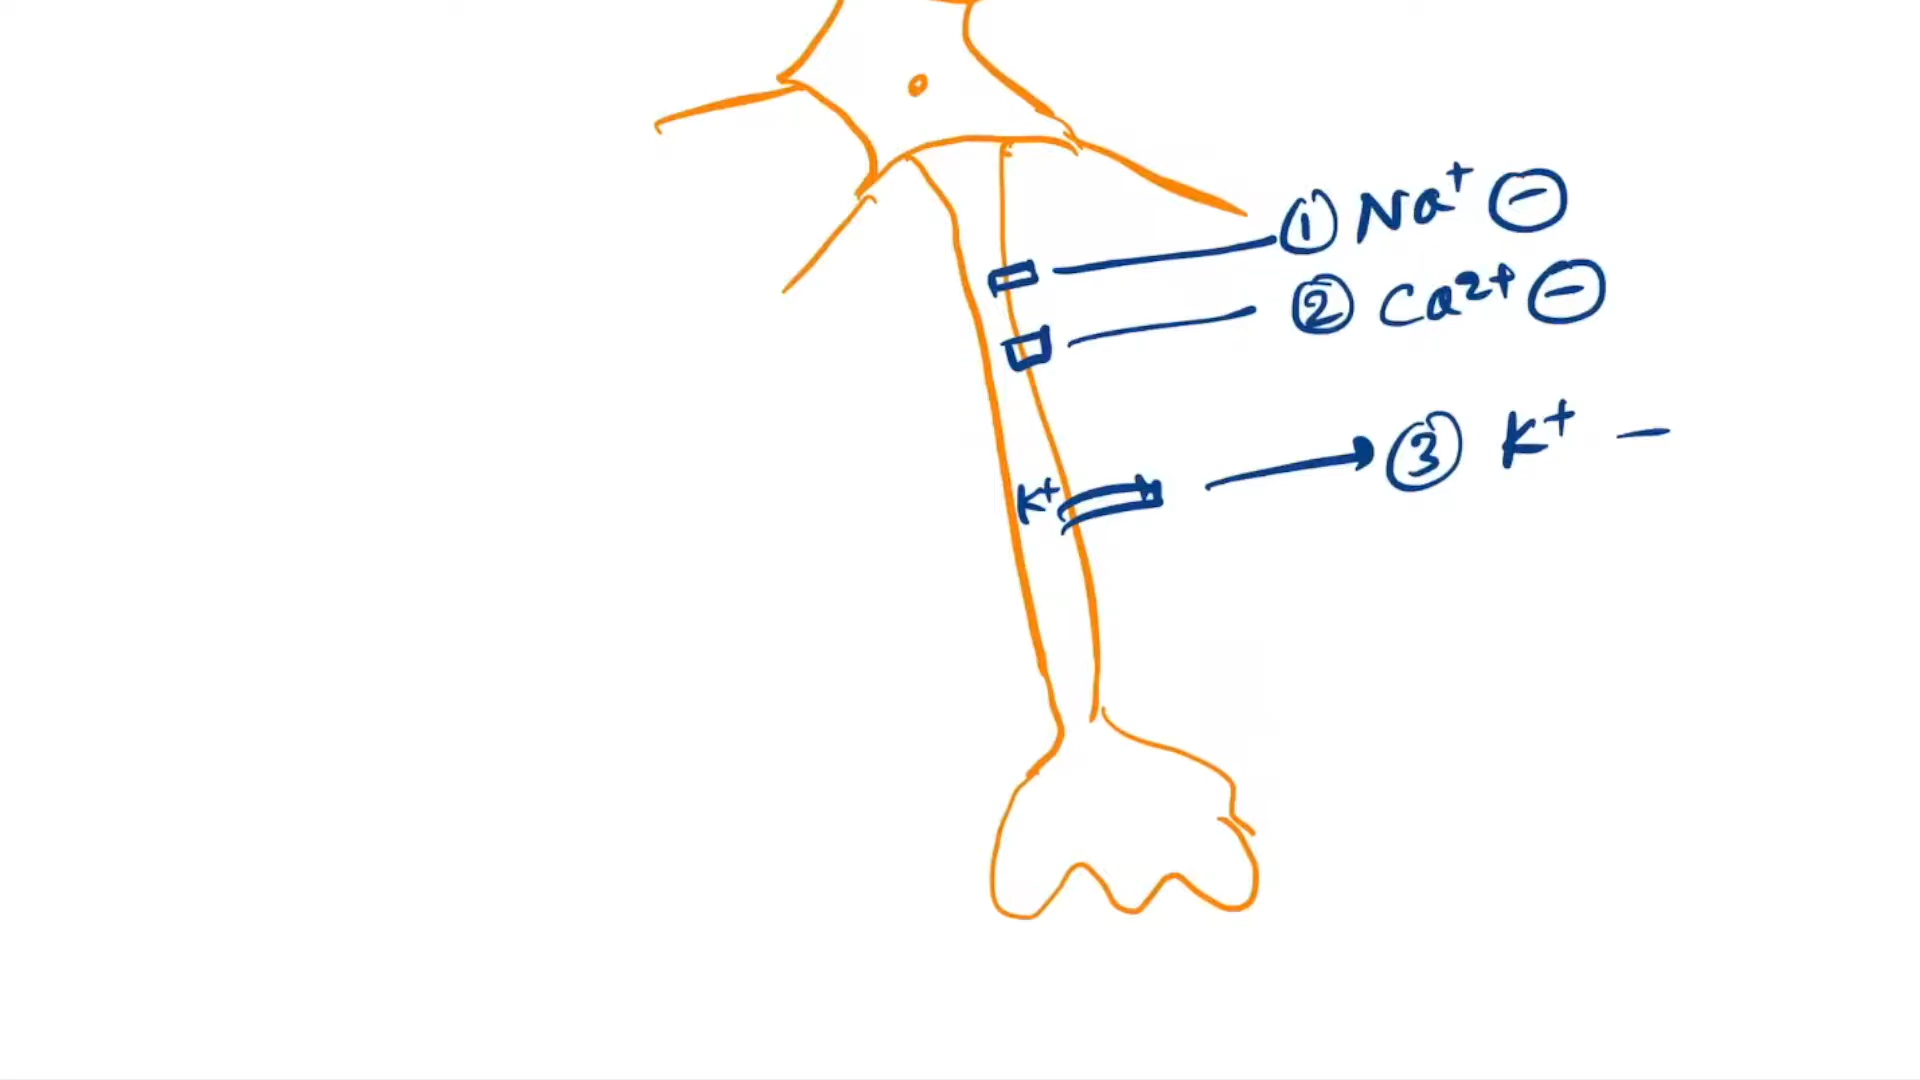 ① Na⁺ ⊖
② Ca²⁺ ⊖
③ K⁺ —
K⁺